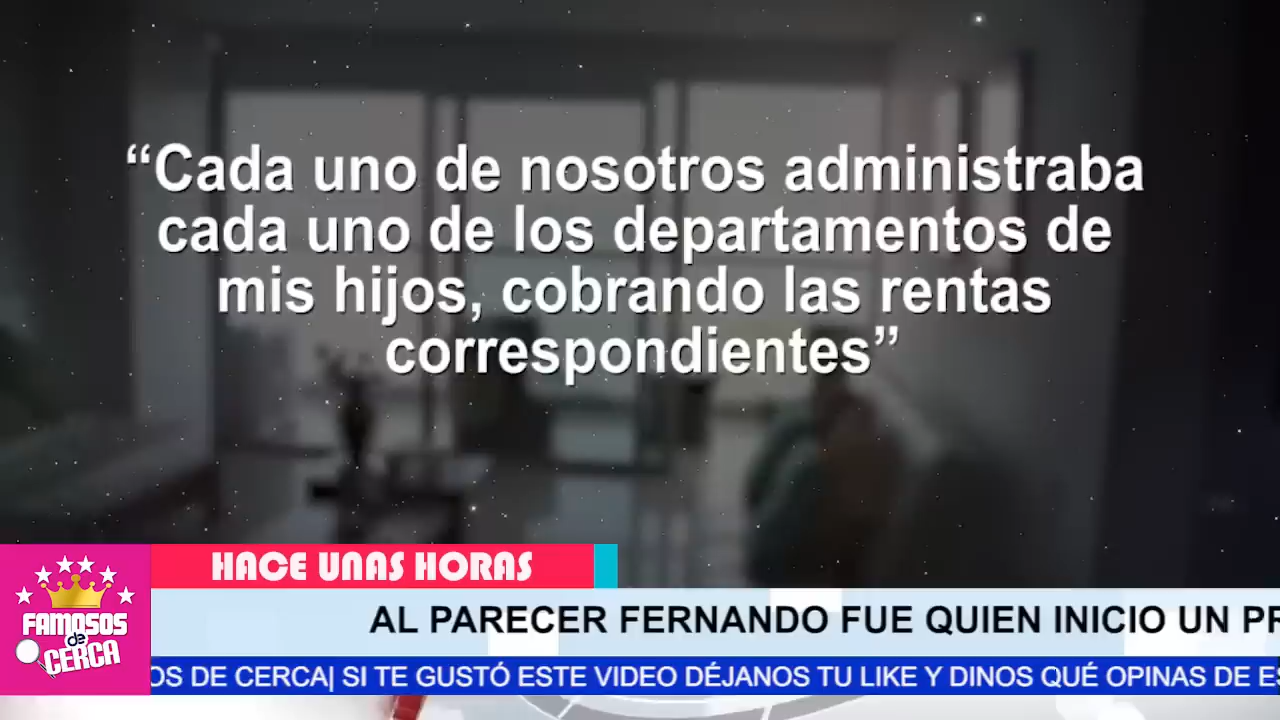 “Cada uno de nosotros administraba
cada uno de los departamentos de
mis hijos, cobrando las rentas
correspondientes”
HACE UNAS HORAS
FAMOSOS
de
CERCA
AL PARECER FERNANDO FUE QUIEN INICIO UN PR
OS DE CERCA| SI TE GUSTÓ ESTE VIDEO DÉJANOS TU LIKE Y DINOS QUÉ OPINAS DE ES